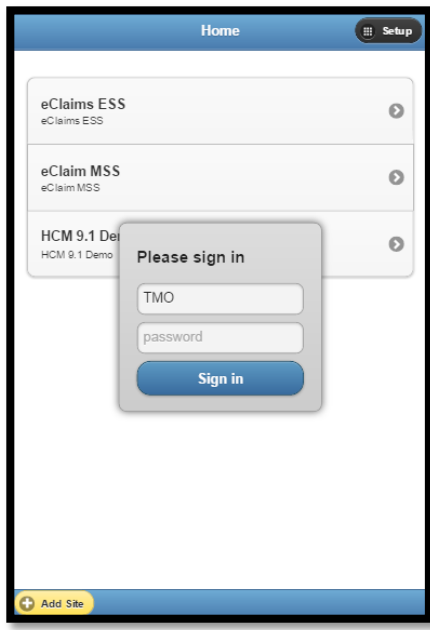 Home
Setup
eClaims ESS
eClaims ESS
eClaim MSS
eClaim MSS
HCM 9.1 De
HCM 9.1 Demo
Please sign in
TMO
password
Sign in
Add Site